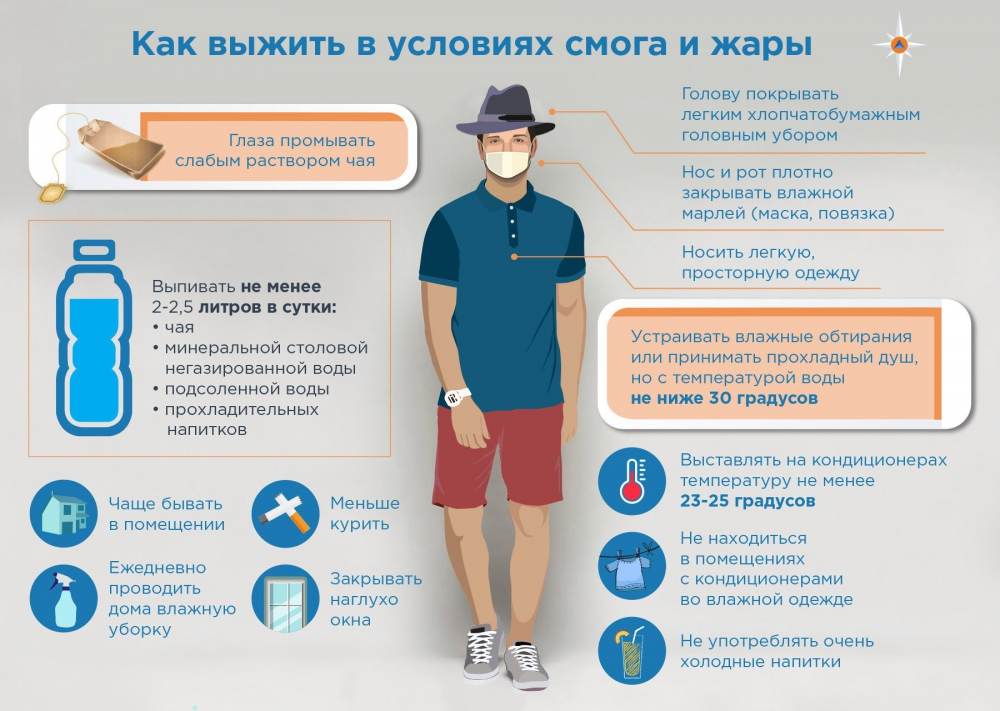 Как выжить в условиях смога и жары
Глаза промывать
слабым раствором чая
Голову покрывать
легким хлопчатобумажным
головным убором
Нос и рот плотно
закрывать влажной
марлей (маска, повязка)
Носить легкую,
просторную одежду
Выпивать не менее
2-2,5 литров в сутки:
• чая
• минеральной столовой
негазированной воды
• подсоленной воды
• прохладительных
напитков
Устраивать влажные обтирания
или принимать прохладный душ,
но с температурой воды
не ниже 30 градусов
Чаще бывать
в помещении
Меньше
курить
Ежедневно
проводить
дома влажную
уборку
Закрывать
наглухо
окна
Выставлять на кондиционерах
температуру не менее
23-25 градусов
Не находиться
в помещениях
с кондиционерами
во влажной одежде
Не употреблять очень
холодные напитки